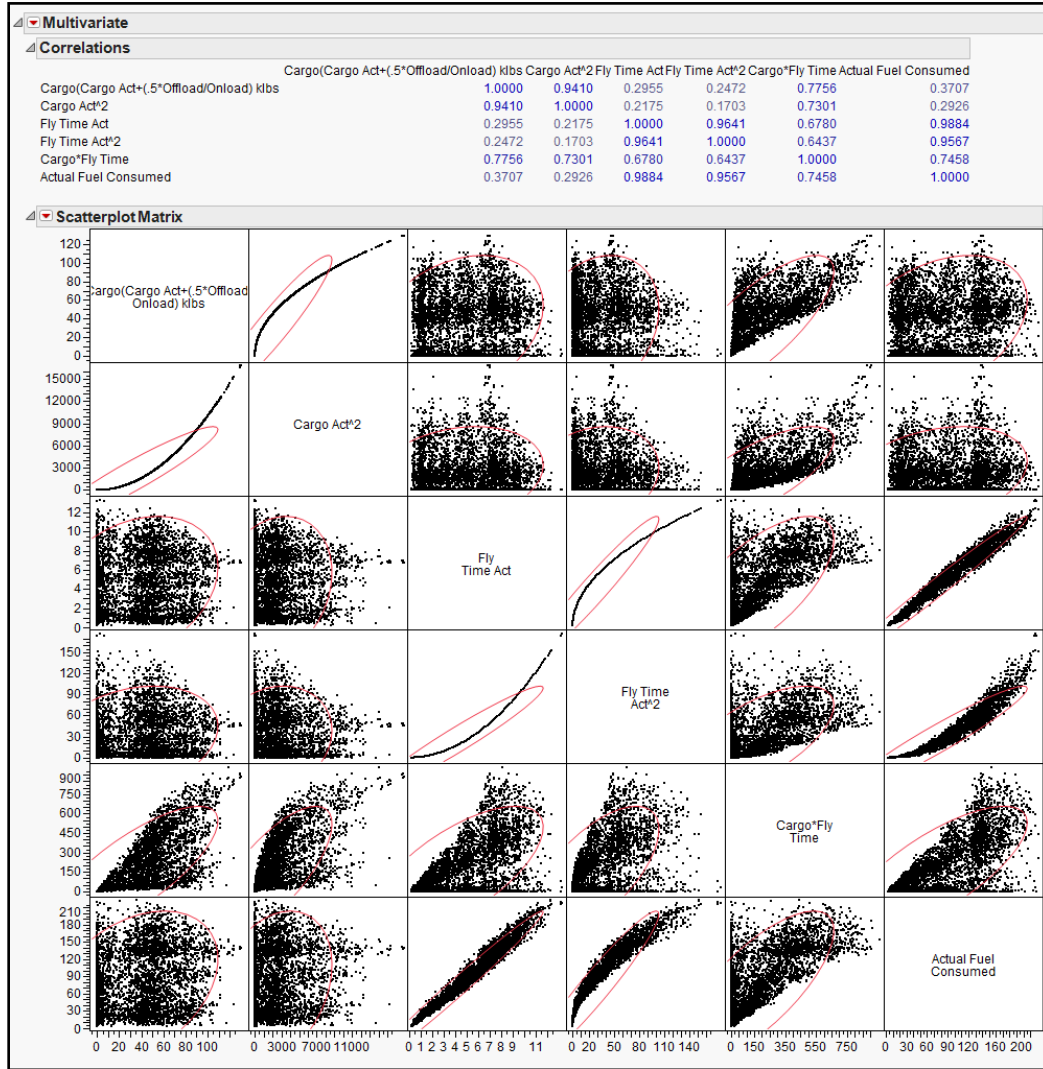 Multivariate
Correlations
Cargo(Cargo Act+(.5*Offload/Onload) klbs Cargo Act^2 Fly Time Act Fly Time Act^2 Cargo*Fly Time Actual Fuel Consumed
Cargo(Cargo Act+(.5*Offload/Onload) klbs 1.0000 0.9410 0.2955 0.2472 0.7756 0.3707
Cargo Act^2 0.9410 1.0000 0.2175 0.1703 0.7301 0.2926
Fly Time Act 0.2955 0.2175 1.0000 0.9641 0.6780 0.9884
Fly Time Act^2 0.2472 0.1703 0.9641 1.0000 0.6437 0.9567
Cargo*Fly Time 0.7756 0.7301 0.6780 0.6437 1.0000 0.7458
Actual Fuel Consumed 0.3707 0.2926 0.9884 0.9567 0.7458 1.0000
Scatterplot Matrix
120
100
80
60
40
20
0
Cargo(Cargo Act+(.5*Offload
Onload) klbs
15000
12000
9000
6000
3000
0
Cargo Act^2
12
10
8
6
4
2
0
Fly
Time Act
150
120
90
60
30
0
Fly Time
Act^2
900
750
600
450
300
150
0
Cargo*Fly
Time
210
180
150
120
90
60
30
0
Actual Fuel
Consumed
0 20 40 60 80 100
0 3000 7000 11000
0 1 2 3 4 5 6 7 8 9 11
0 20 60 100 140
0 150 350 550 750
0 30 60 90 120 160 200